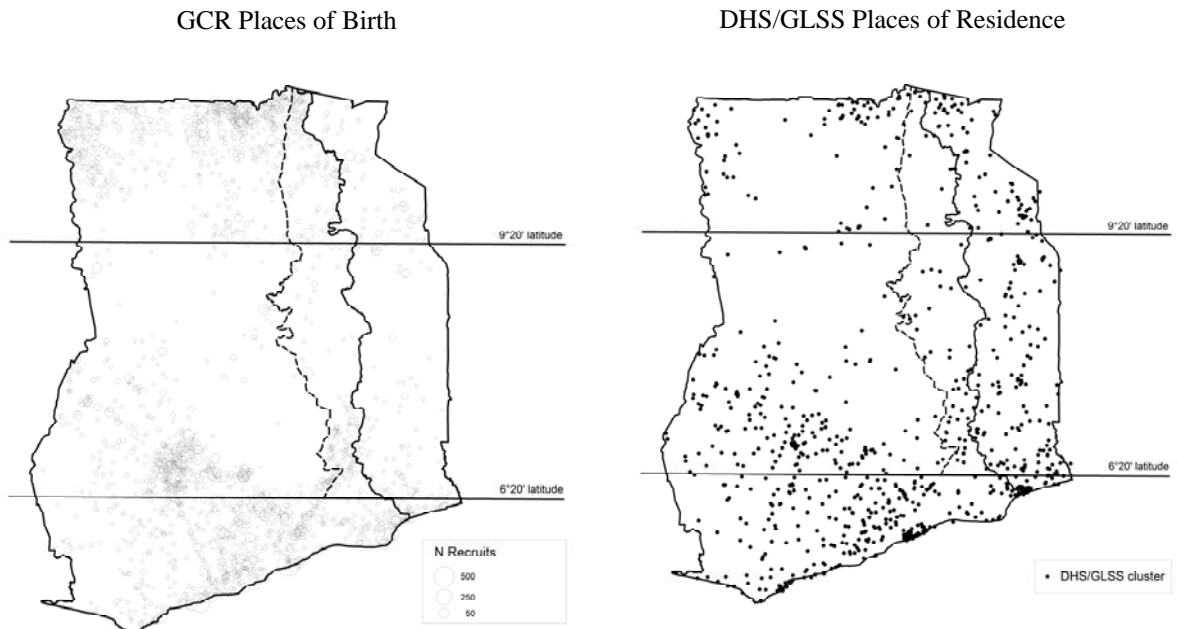 GCR Places of Birth
DHS/GLSS Places of Residence
9°20' latitude
6°20' latitude
N Recruits
500
250
50
9°20' latitude
6°20' latitude
DHS/GLSS cluster